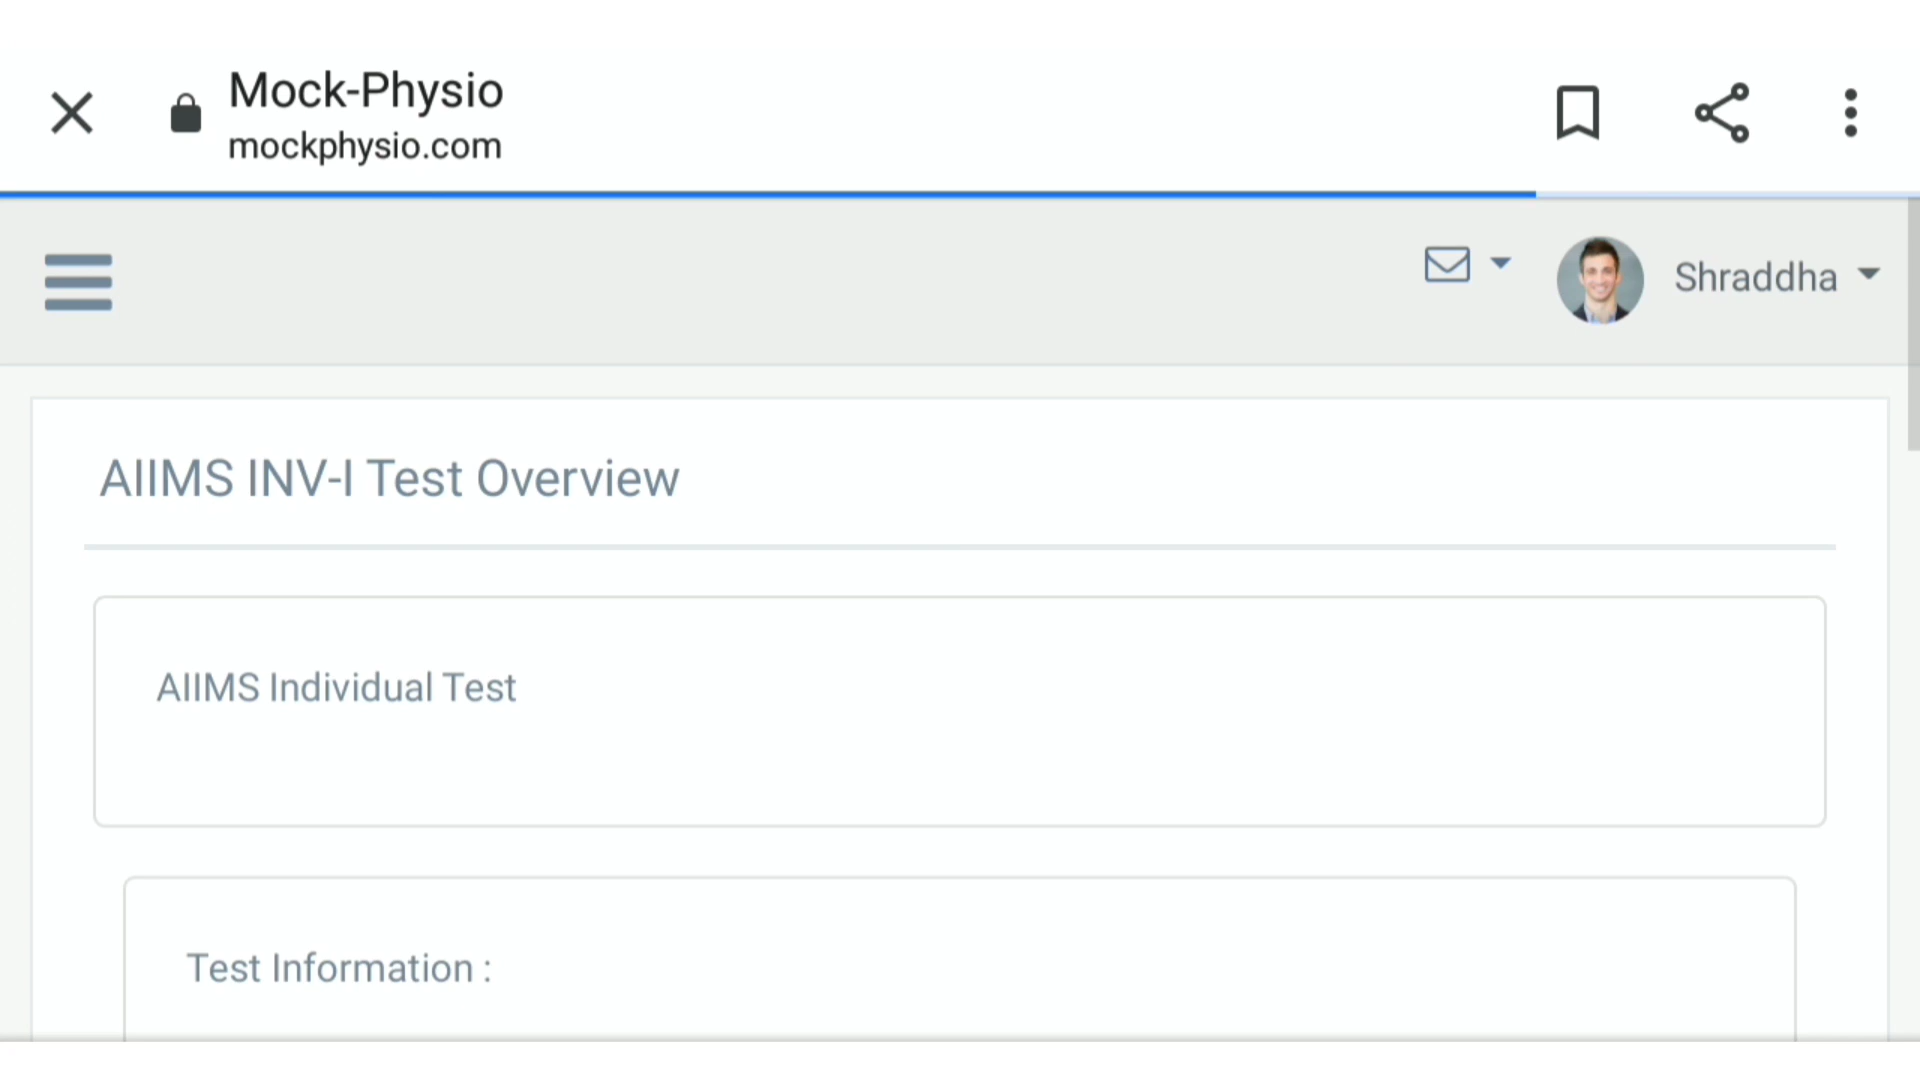 Mock-Physio
mockphysio.com
Shraddha
AIIMS INV-I Test Overview
AIIMS Individual Test
Test Information :